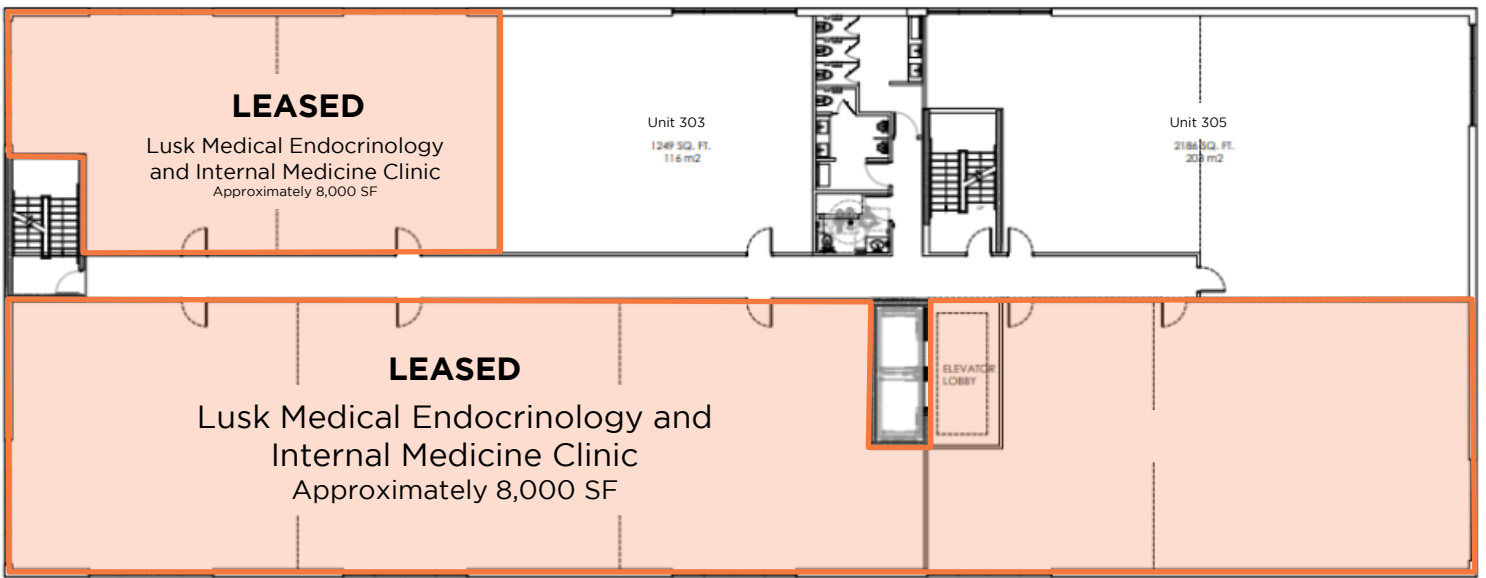 LEASED
Lusk Medical Endocrinology
and Internal Medicine Clinic
Approximately 8,000 SF
Unit 303
1249 SQ. FT.
116 m2
Unit 305
2186 SQ. FT.
203 m2
LEASED
Lusk Medical Endocrinology and
Internal Medicine Clinic
Approximately 8,000 SF
ELEVATOR
LOBBY